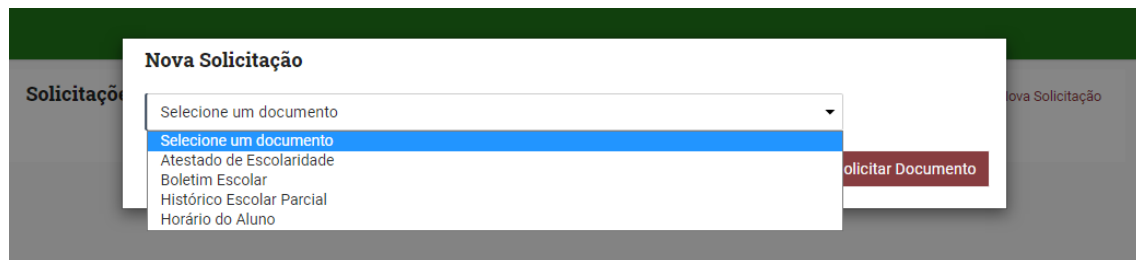 Nova Solicitação
Selecione um documento
Selecione um documento
Atestado de Escolaridade
Boletim Escolar
Histórico Escolar Parcial
Horário do Aluno
olicitar Documento
Solicitaçõe
ova Solicitação